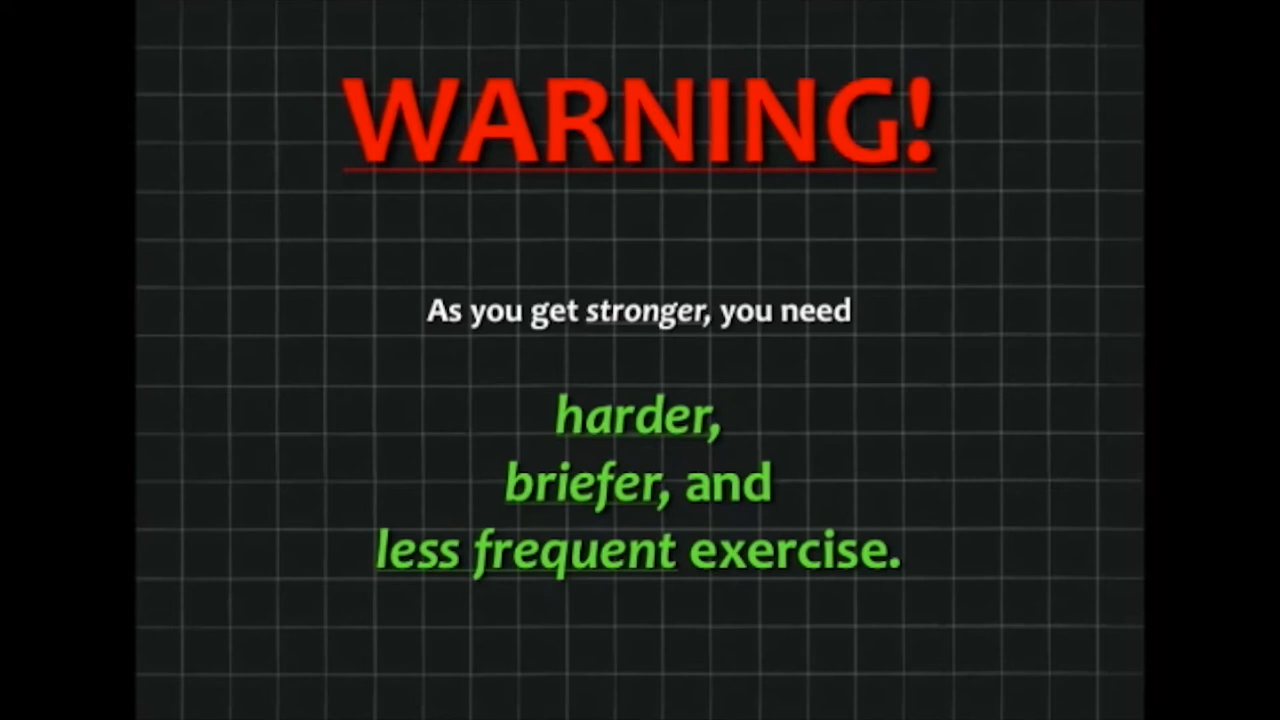 WARNING!
As you get stronger, you need
harder,
briefer, and
less frequent exercise.